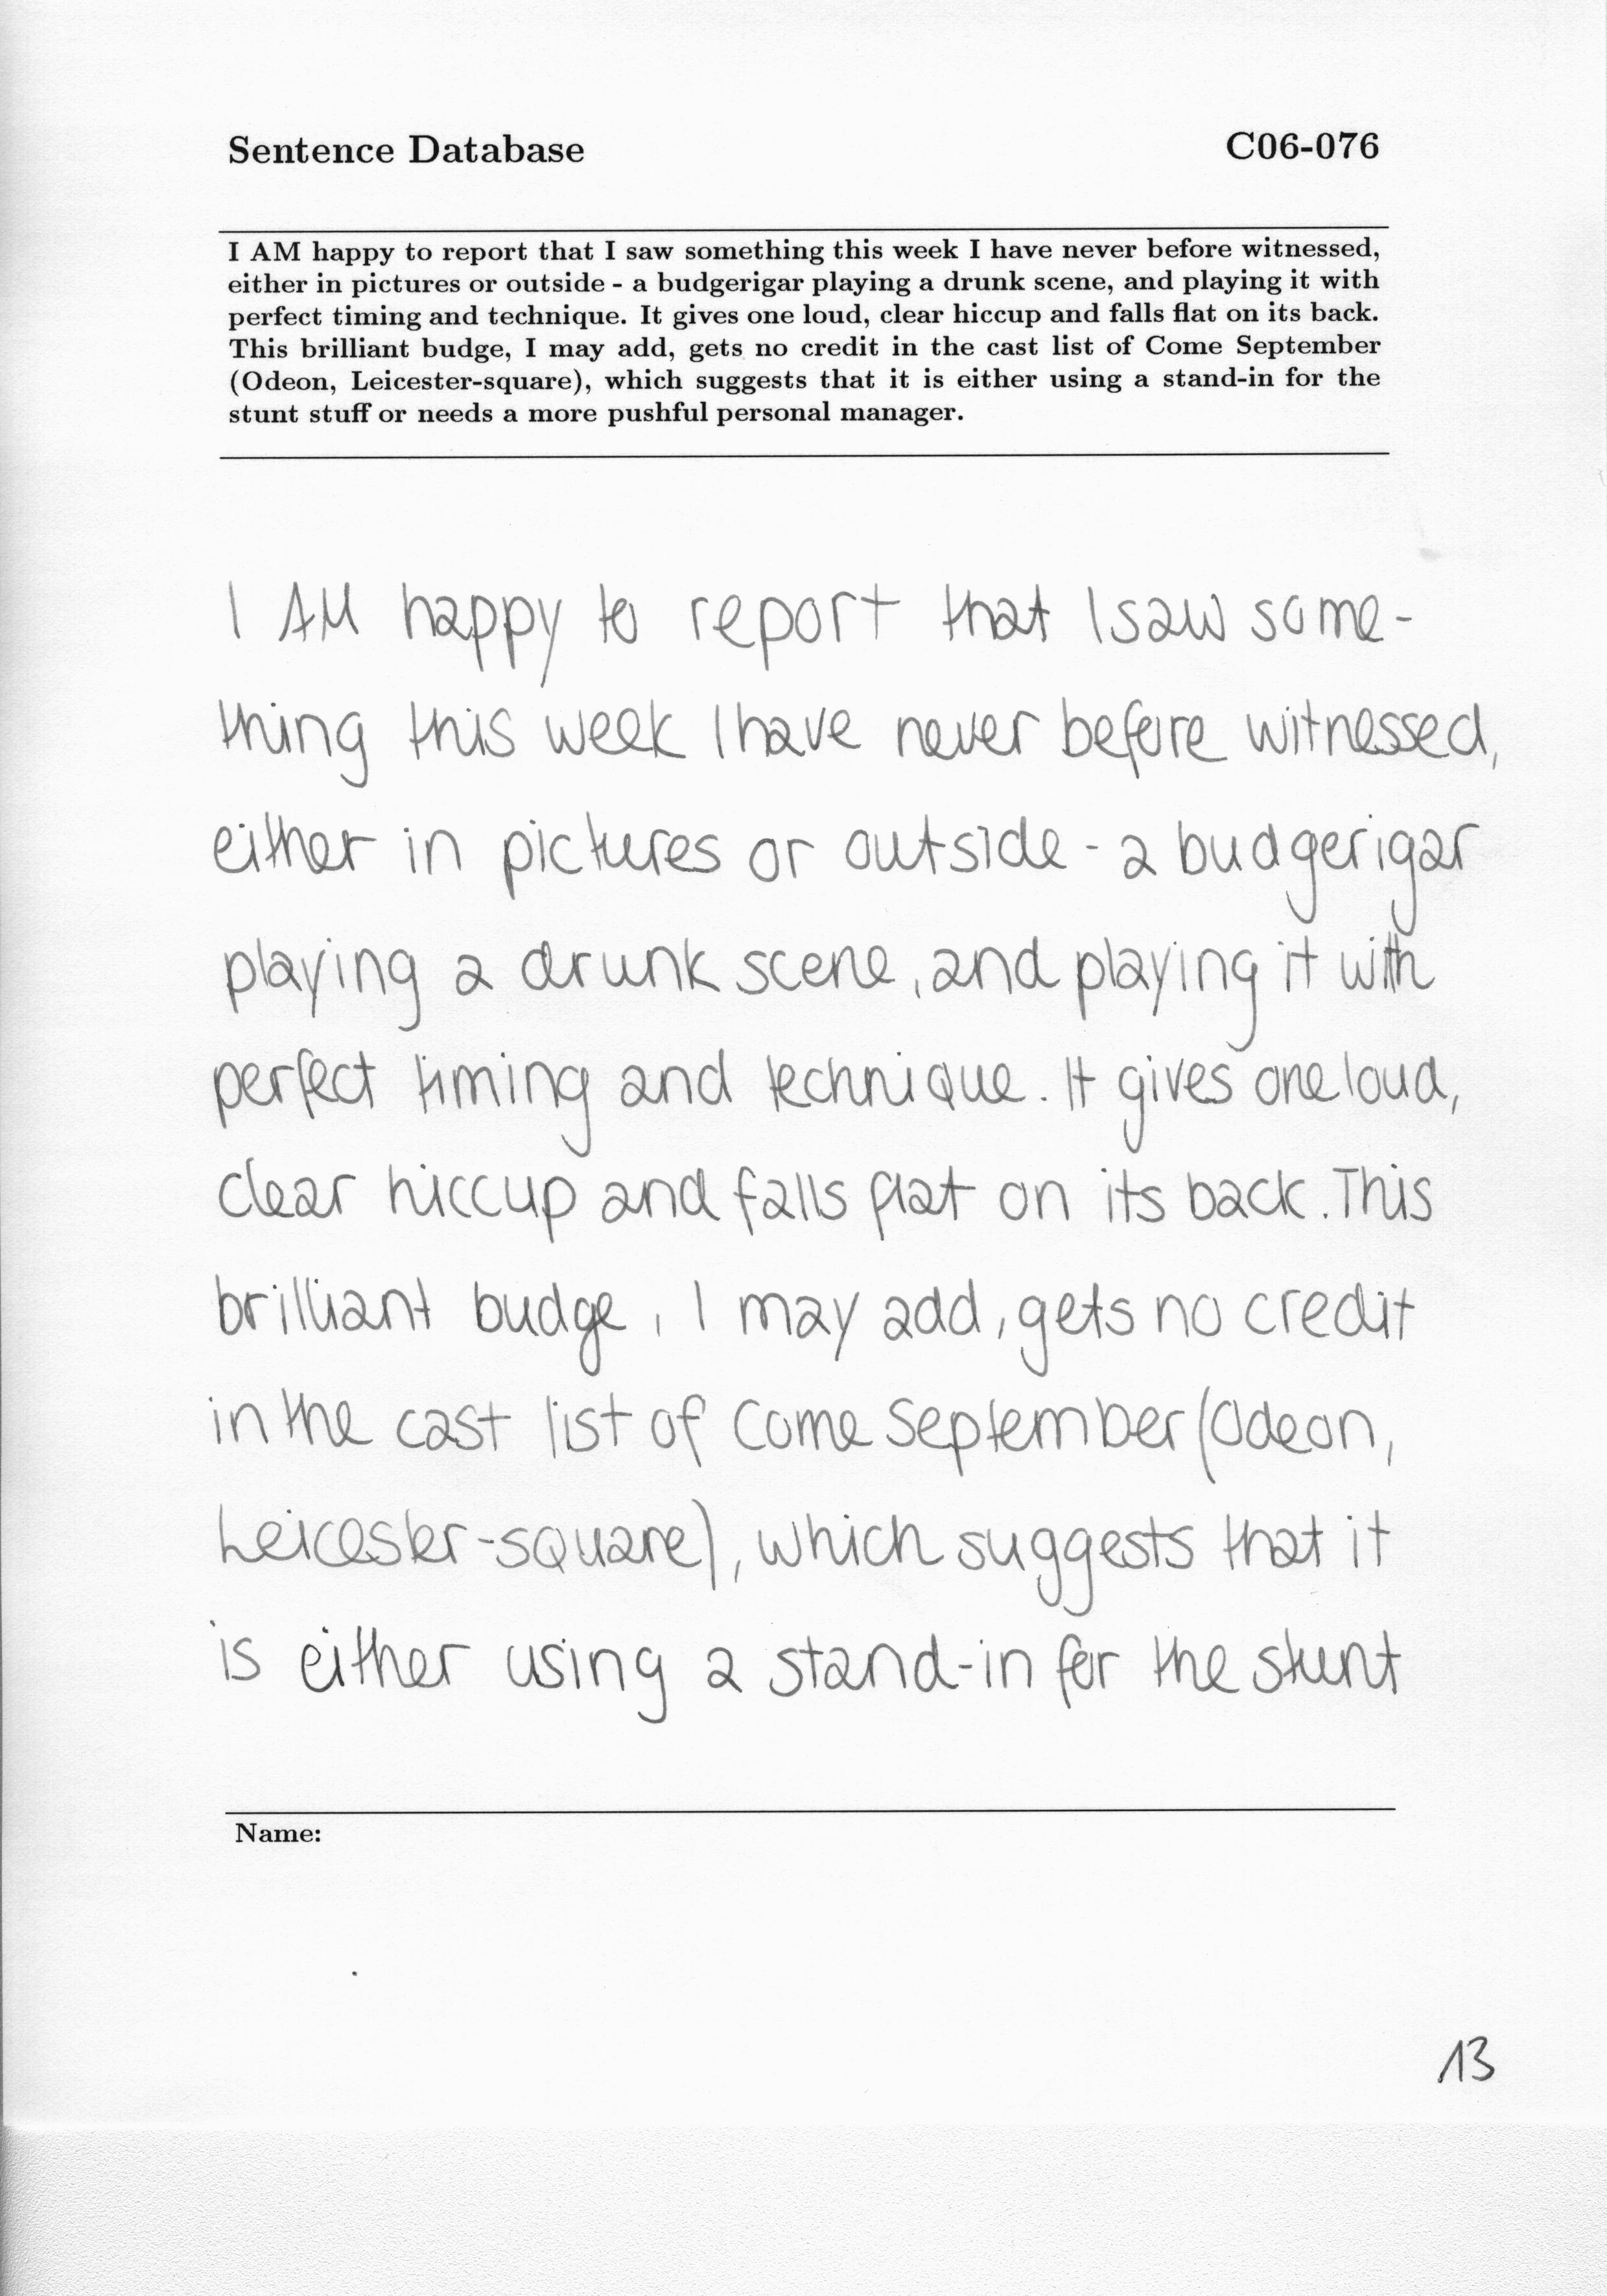 Sentence Database C06-076
I AM happy to report that I saw something this week I have never before witnessed,
either in pictures or outside - a budgerigar playing a drunk scene, and playing it with
perfect timing and technique. It gives one loud, clear hiccup and falls flat on its back.
This brilliant budge, I may add, gets no credit in the cast list of Come September
(Odeon, Leicester-square), which suggests that it is either using a stand-in for the
stunt stuff or needs a more pushful personal manager.
I AM happy to report that I saw some-
thing this week I have never before witnessed,
either in pictures or outside - a budgerigar
playing a drunk scene, and playing it with
perfect timing and technique. It gives one loud,
clear hiccup and falls flat on its back. This
brilliant budge, I may add, gets no credit
in the cast list of Come September (Odeon,
Leicester-square), which suggests that it
is either using a stand-in for the stunt
Name:
13